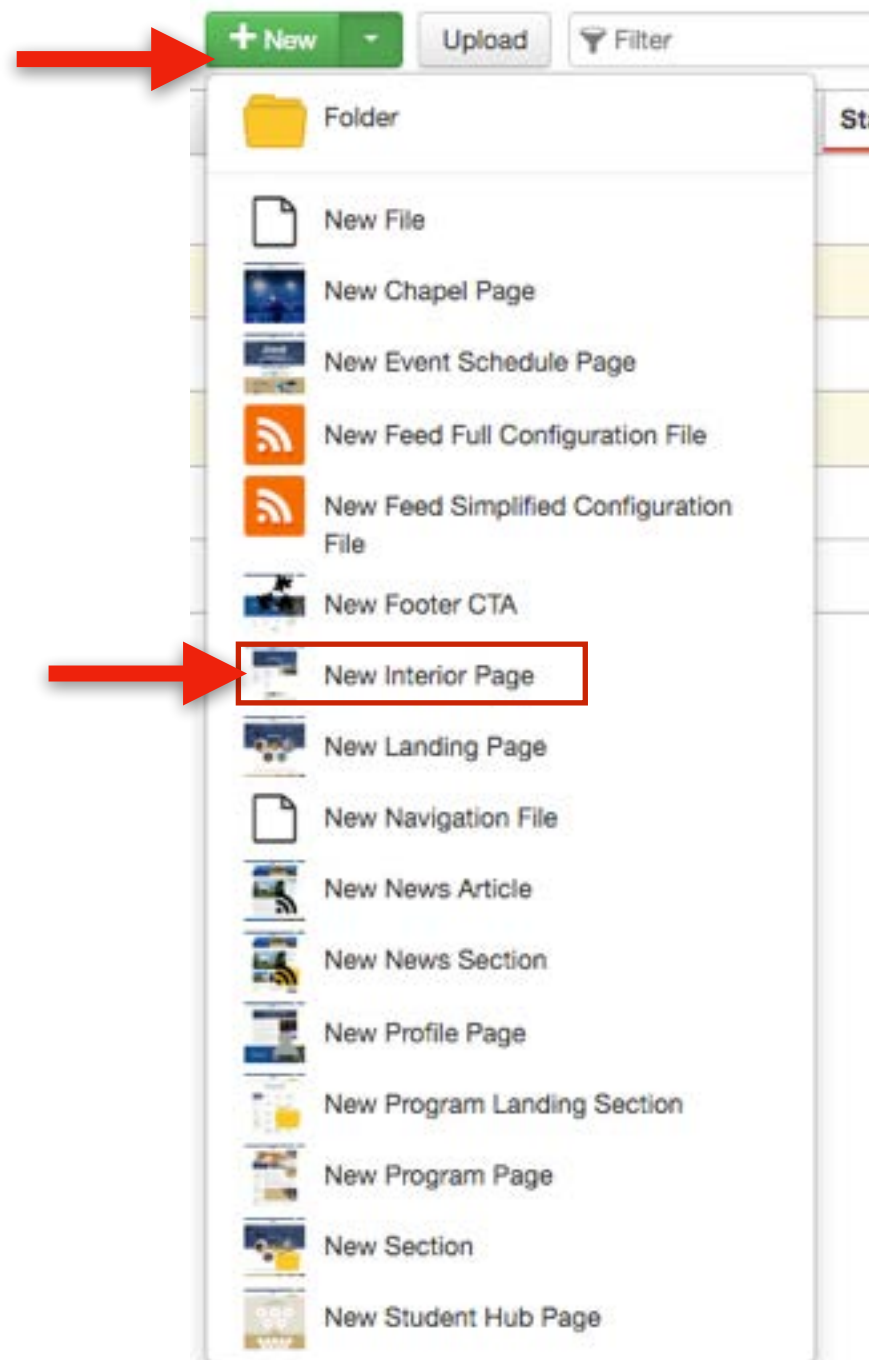 + New Upload Filter
Folder
Sta
New File
New Chapel Page
New Event Schedule Page
New Feed Full Configuration File
New Feed Simplified Configuration
File
New Footer CTA
New Interior Page
New Landing Page
New Navigation File
New News Article
New News Section
New Profile Page
New Program Landing Section
New Program Page
New Section
New Student Hub Page